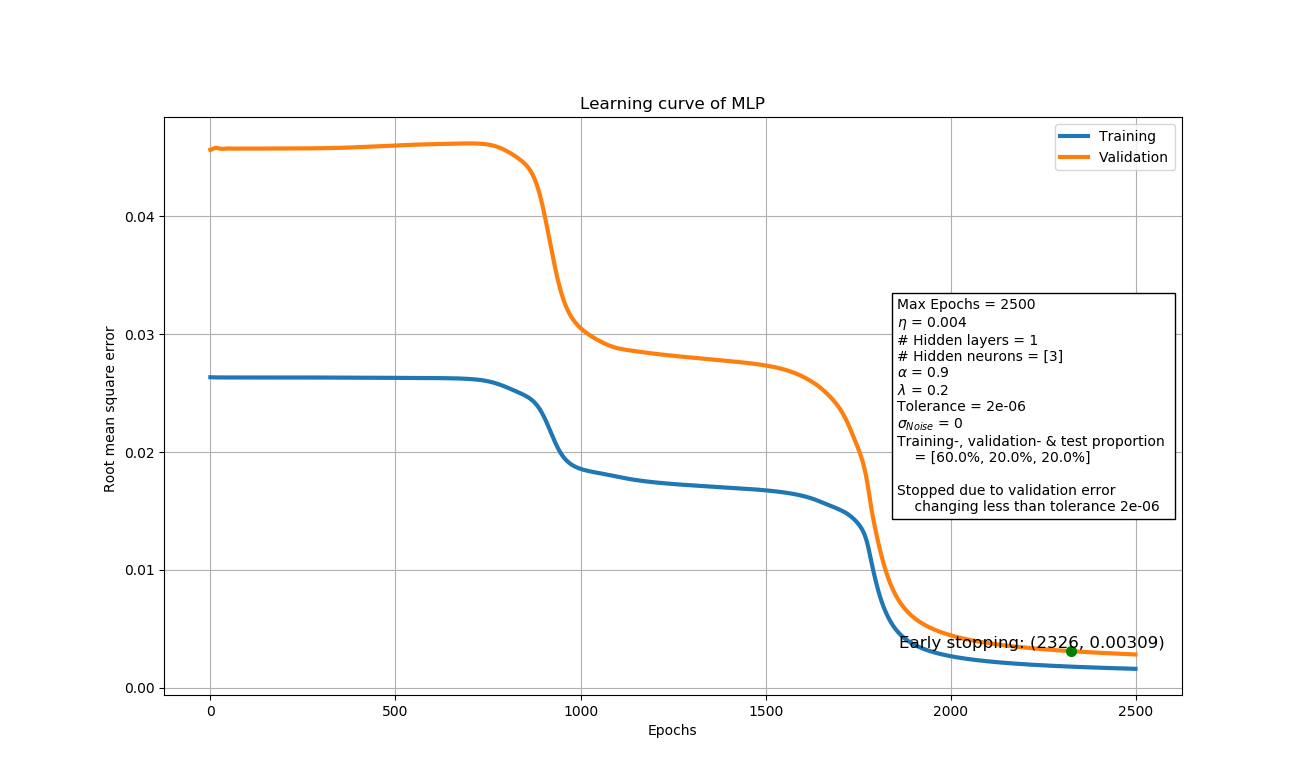 Learning curve of MLP
Training
Validation
0.04
0.03
0.02
0.01
0.00
Root mean square error
Max Epochs = 2500
η = 0.004
# Hidden layers = 1
# Hidden neurons = [3]
α = 0.9
λ = 0.2
Tolerance = 2e-06
σNoise = 0
Training-, validation- & test proportion
= [60.0%, 20.0%, 20.0%]
Stopped due to validation error
changing less than tolerance 2e-06
Early stopping: (2326, 0.00309)
0 500 1000 1500 2000 2500
Epochs